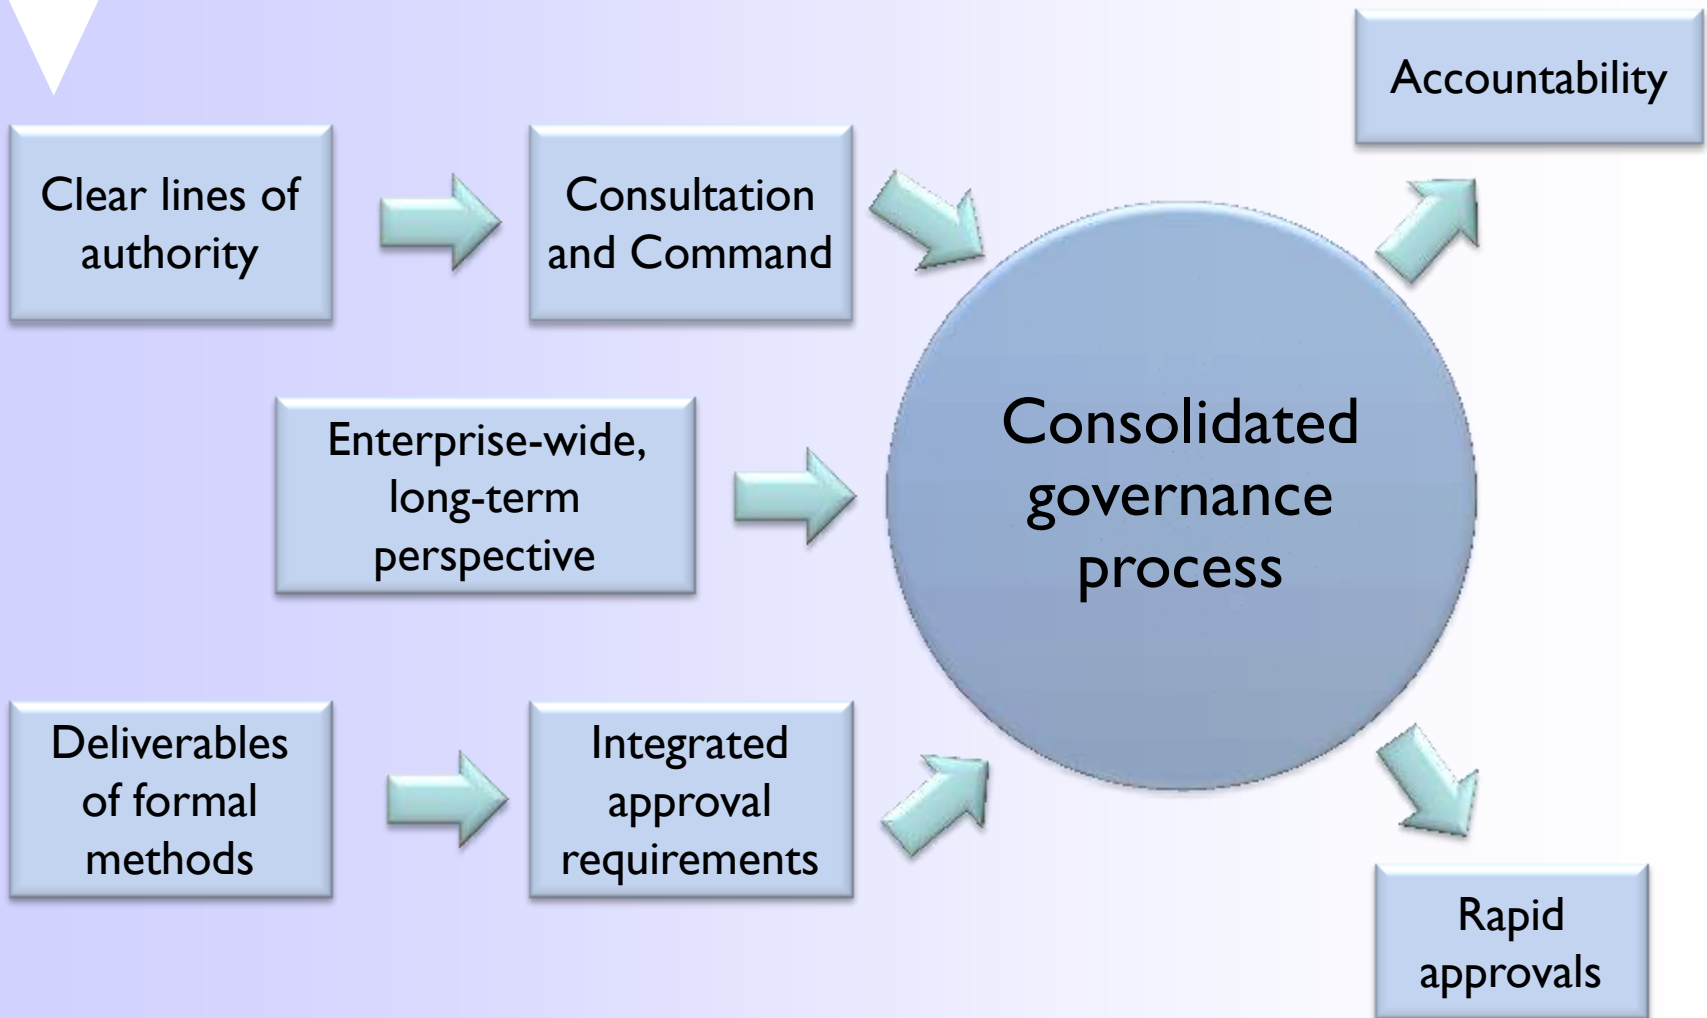 Accountability
Clear lines of
authority
Consultation
and Command
Enterprise-wide,
long-term
perspective
Consolidated
governance
process
Deliverables
of formal
methods
Integrated
approval
requirements
Rapid
approvals